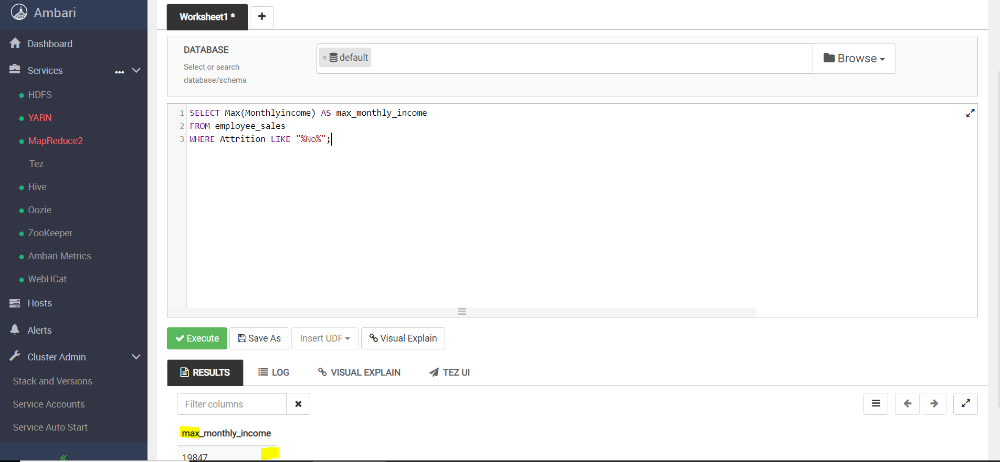 Ambari
Dashboard
Services
HDFS
YARN
MapReduce2
Tez
Hive
Oozie
ZooKeeper
Ambari Metrics
WebHCat
Hosts
Alerts
Cluster Admin
Stack and Versions
Service Accounts
Service Auto Start
Worksheet1 *
DATABASE
Select or search
database/schema
× default
Browse
1 SELECT Max(Monthlyincome) AS max_monthly_income
2 FROM employee_sales
3 WHERE Attrition LIKE "%No%";
Execute Save As Insert UDF Visual Explain
RESULTS LOG VISUAL EXPLAIN TEZ UI
Filter columns
max_monthly_income
19847